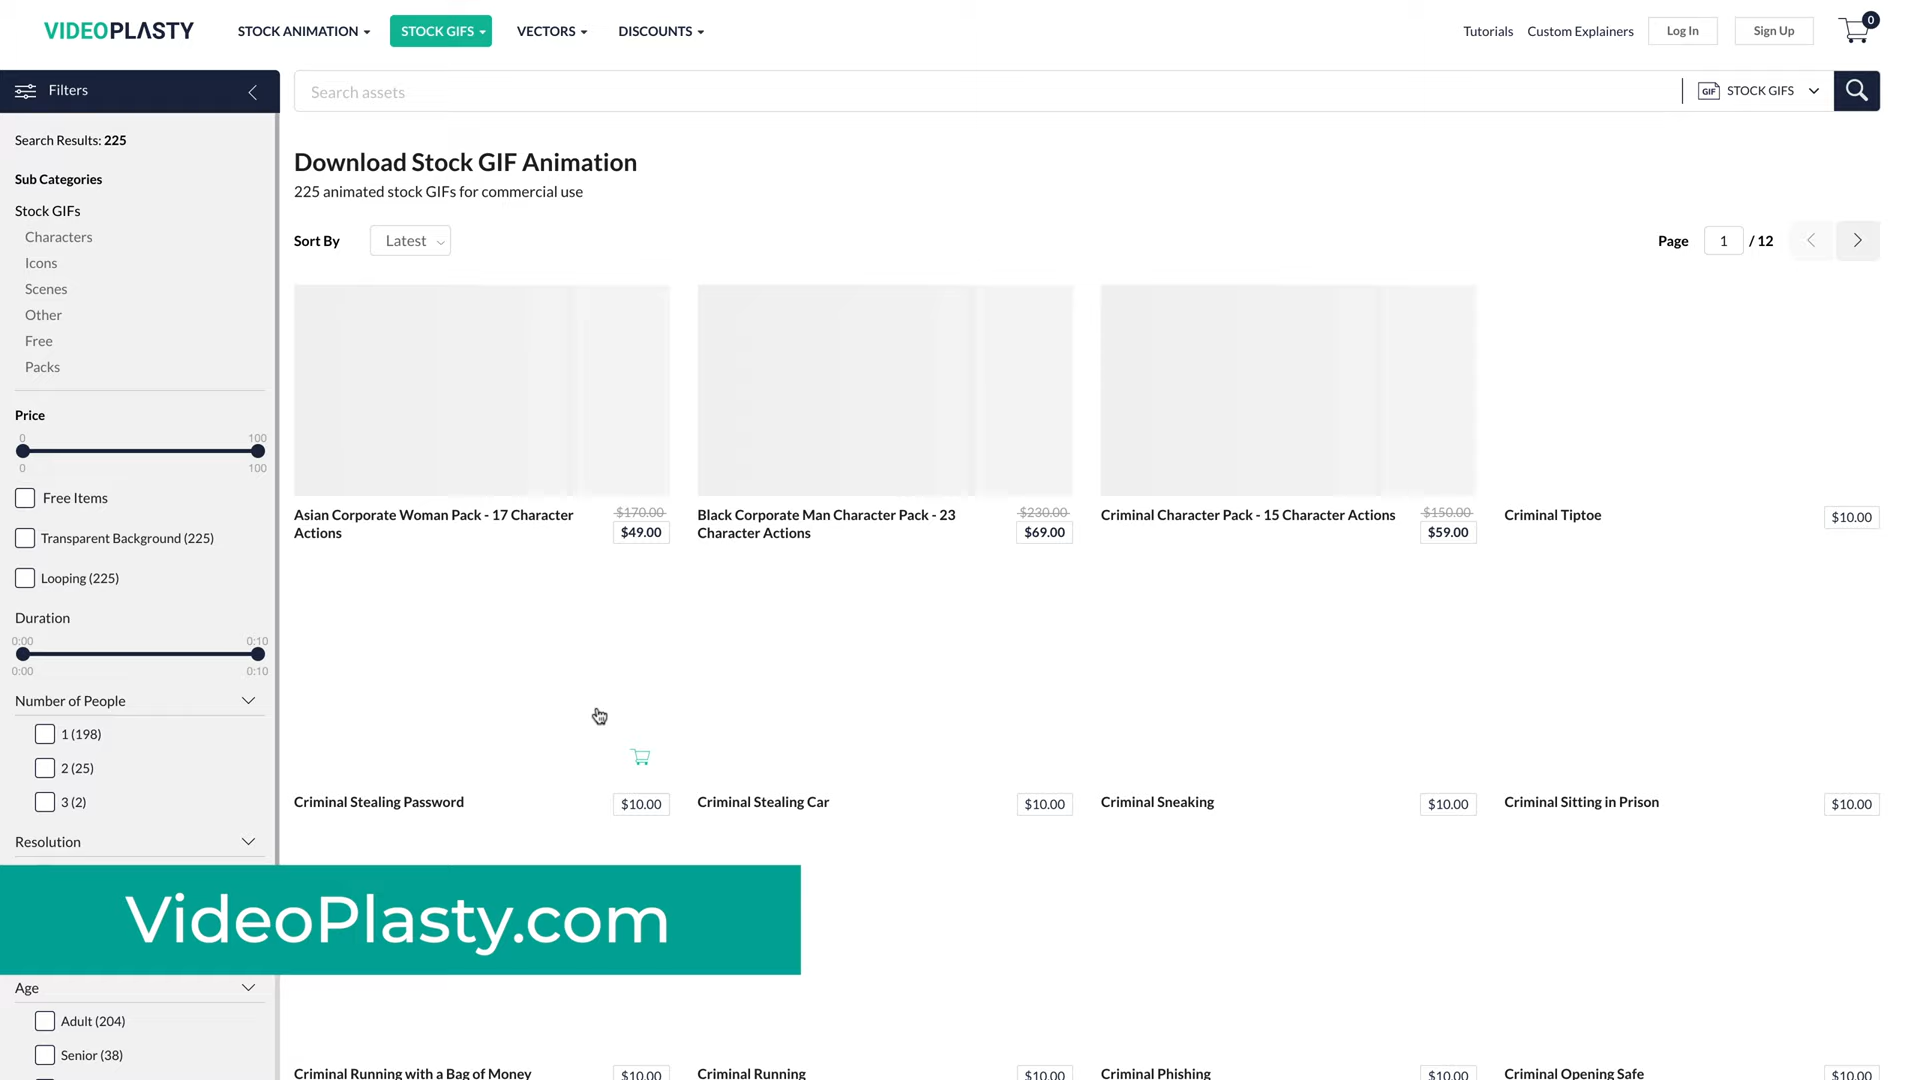 VIDEOPLASTY
STOCK ANIMATION
STOCK GIFS
VECTORS
DISCOUNTS
Tutorials
Custom Explainers
Log In
Sign Up
0
Filters
Search assets
GIF
STOCK GIFS
Search Results: 225
Sub Categories
Stock GIFs
Characters
Icons
Scenes
Other
Free
Packs
Price
0 100
0 100
Free Items
Transparent Background (225)
Looping (225)
Duration
0:00 0:10
0:00 0:10
Number of People
1 (198)
2 (25)
3 (2)
Resolution
Age
Adult (204)
Senior (38)
Download Stock GIF Animation
225 animated stock GIFs for commercial use
Sort By
Latest
Page 1 / 12
Asian Corporate Woman Pack - 17 Character
Actions
$170.00
$49.00
Black Corporate Man Character Pack - 23
Character Actions
$230.00
$69.00
Criminal Character Pack - 15 Character Actions
$150.00
$59.00
Criminal Tiptoe
$10.00
Criminal Stealing Password
$10.00
Criminal Stealing Car
$10.00
Criminal Sneaking
$10.00
Criminal Sitting in Prison
$10.00
VideoPlasty.com
Criminal Running with a Bag of Money
$10.00
Criminal Running
$10.00
Criminal Phishing
$10.00
Criminal Opening Safe
$10.00